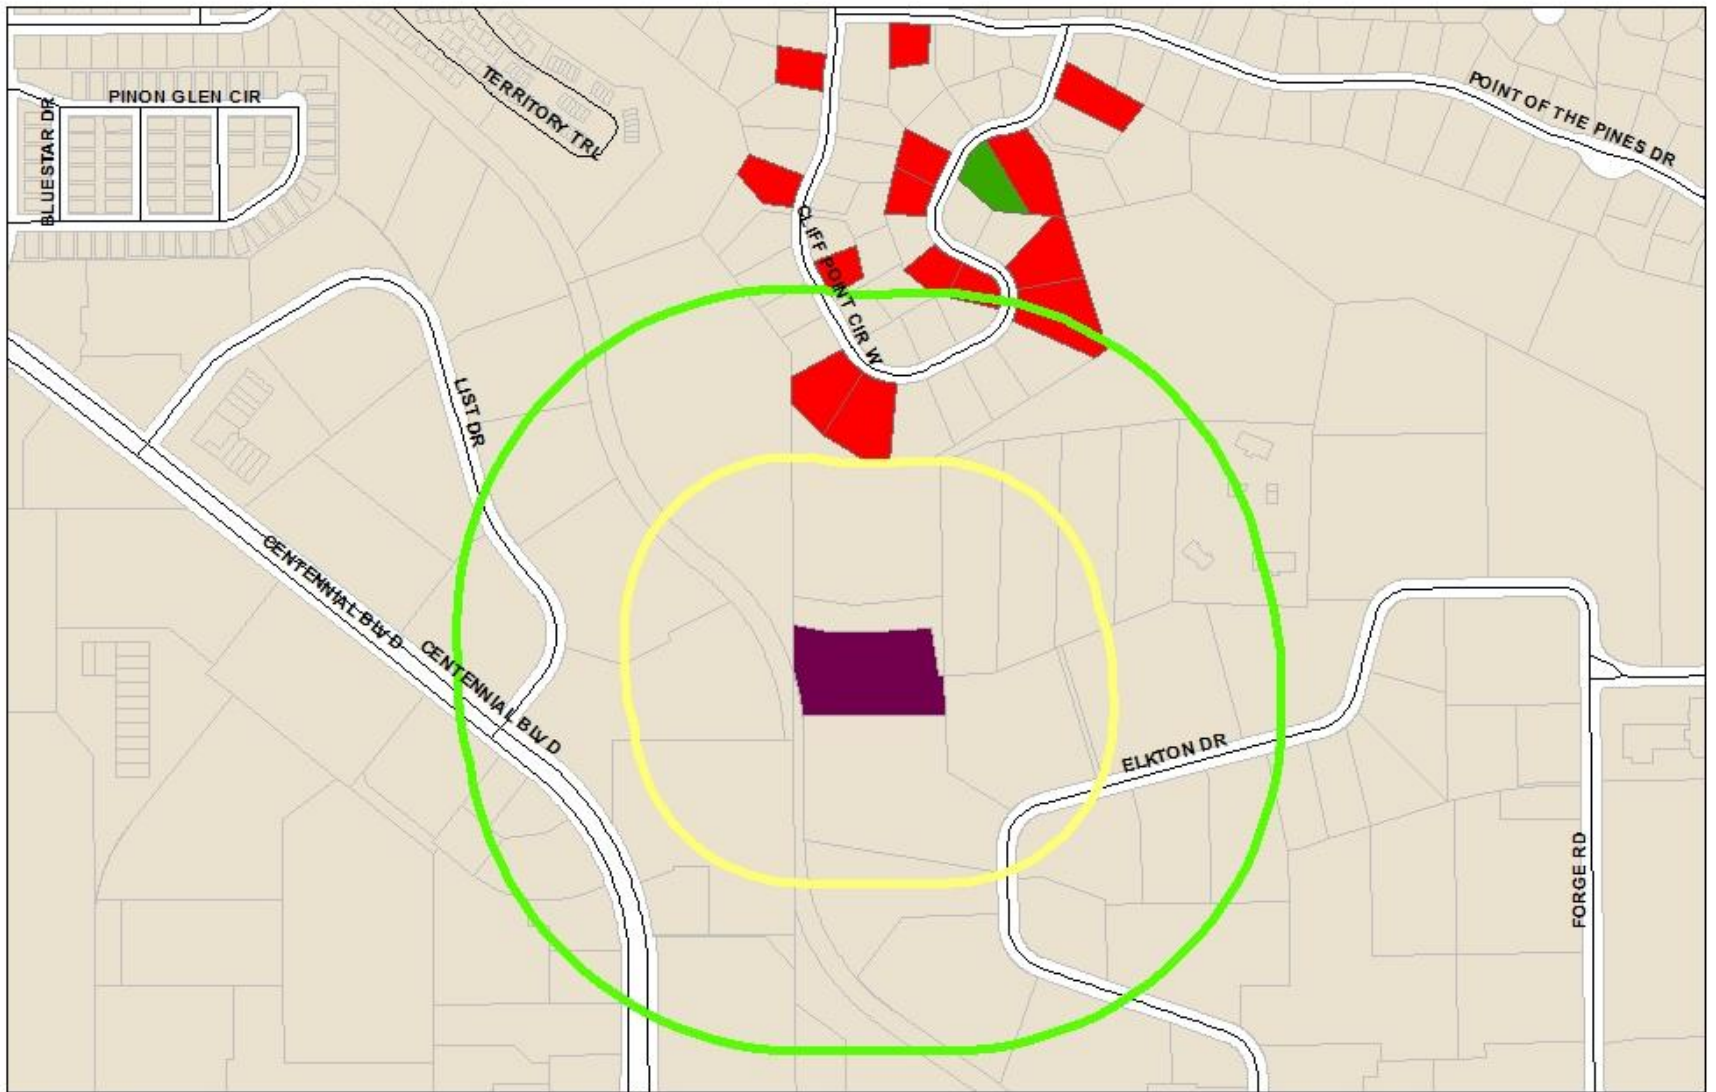 PINON GLEN CIR
BLUESTAR DR
TERRITORY TRL
POINT OF THE PINES DR
CLIFF POINT CIR W
LIST DR
CENTENNIAL BLVD
CENTENNIAL BLVD
ELKTON DR
FORGE RD